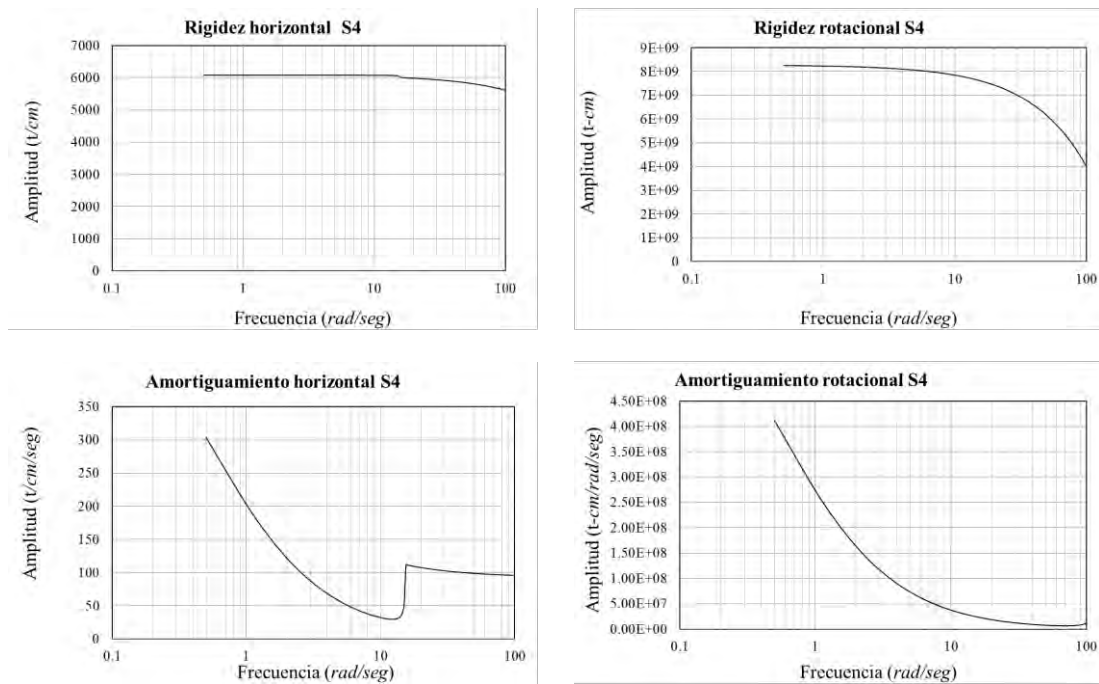 Rigidez horizontal S4
7000
6000
5000
4000
3000
2000
1000
0
0.1
1
10
100
Amplitud (t/cm)
Frecuencia (rad/seg)
Rigidez rotacional S4
9E+09
8E+09
7E+09
6E+09
5E+09
4E+09
3E+09
2E+09
1E+09
0
0.1
1
10
100
Amplitud (t-cm)
Frecuencia (rad/seg)
Amortiguamiento horizontal S4
350
300
250
200
150
100
50
0
0.1
1
10
100
Amplitud (t/cm/seg)
Frecuencia (rad/seg)
Amortiguamiento rotacional S4
4.50E+08
4.00E+08
3.50E+08
3.00E+08
2.50E+08
2.00E+08
1.50E+08
1.00E+08
5.00E+07
0.00E+00
0.1
1
10
100
Amplitud (t-cm/rad/seg)
Frecuencia (rad/seg)